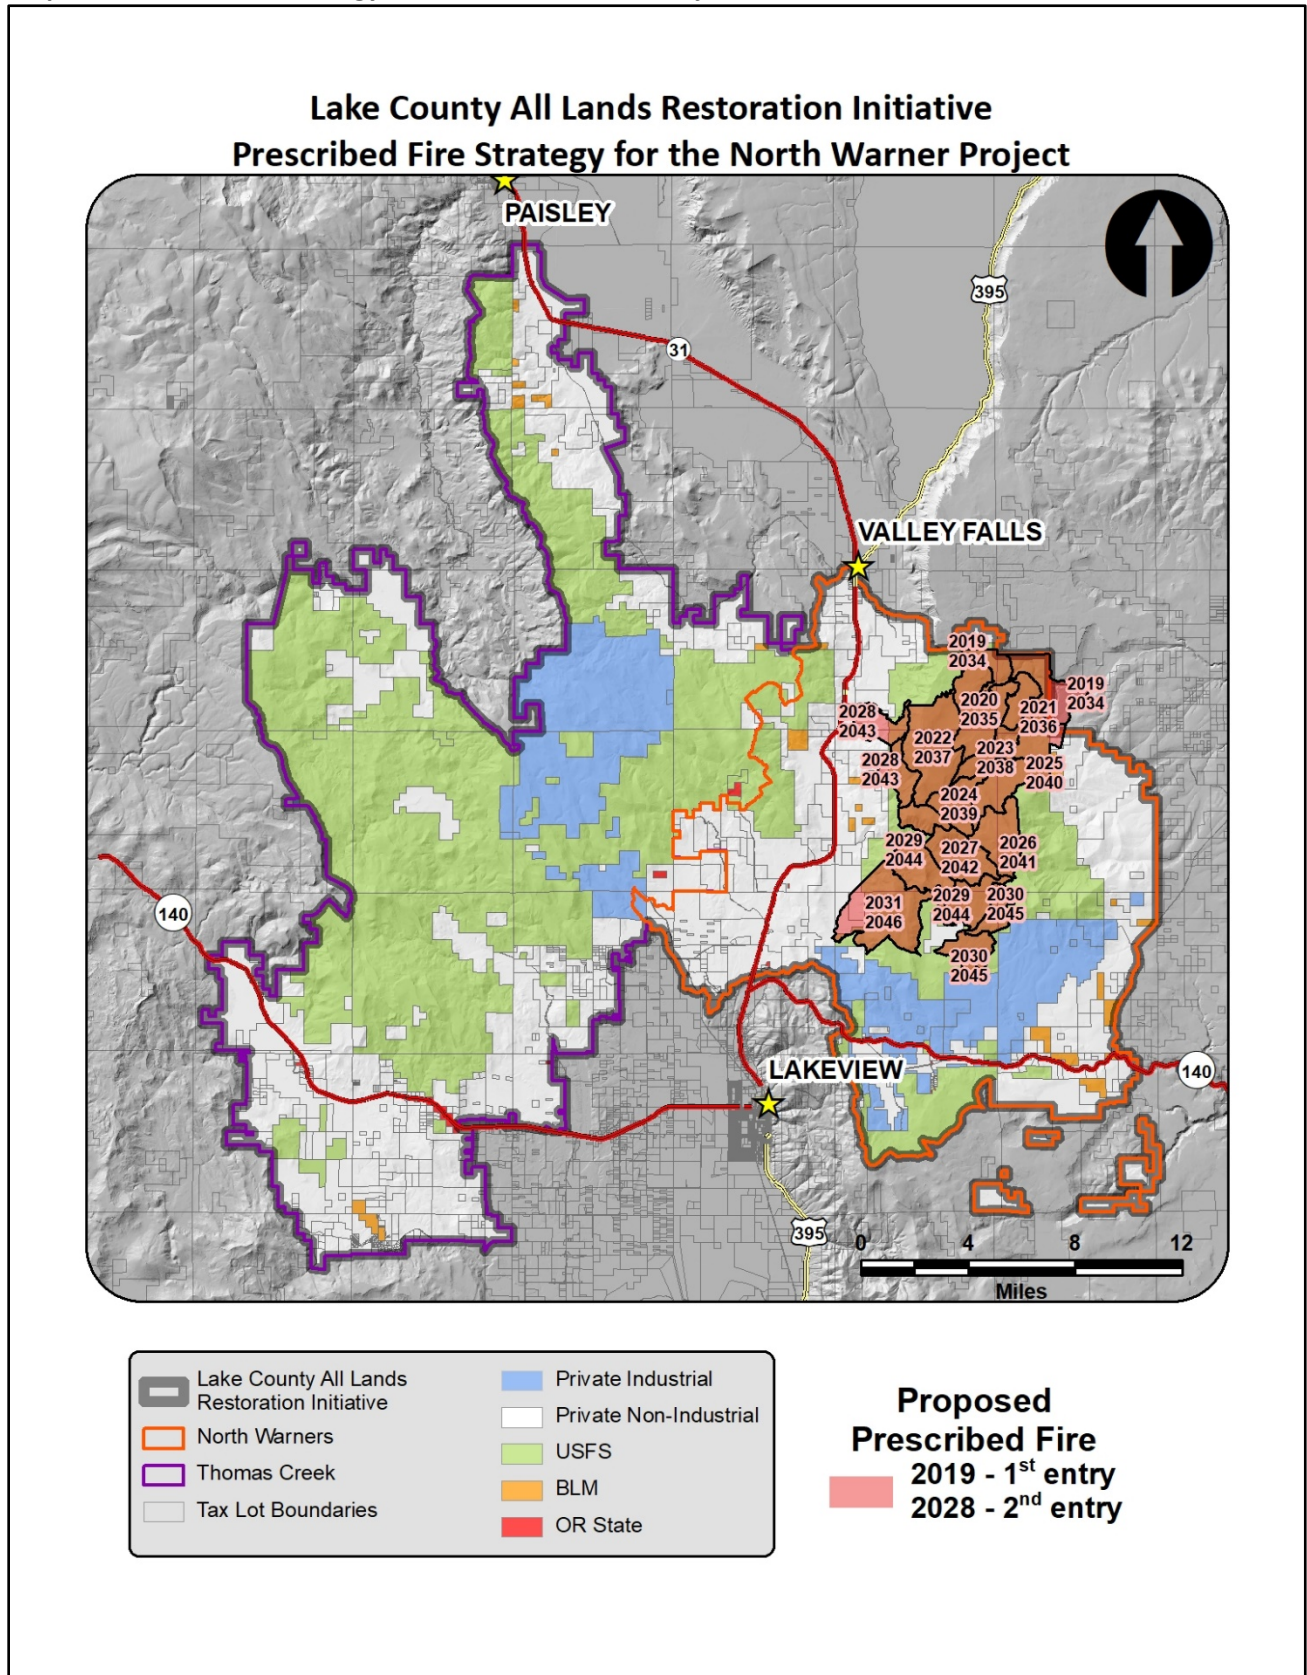 Lake County All Lands Restoration Initiative
Prescribed Fire Strategy for the North Warner Project
PAISLEY
395
31
VALLEY FALLS
2019
2034
2019
2034
2020
2035
2021
2036
2028
2043
2022
2037
2023
2038
2028
2043
2025
2040
2024
2039
2029
2044
2027
2042
2026
2041
2031
2046
2029
2044
2030
2045
2030
2045
140
LAKEVIEW
140
395
0 4 8 12
Miles
Lake County All Lands
Restoration Initiative
North Warners
Thomas Creek
Tax Lot Boundaries
Private Industrial
Private Non-Industrial
USFS
BLM
OR State
Proposed
Prescribed Fire
2019 - 1st entry
2028 - 2nd entry